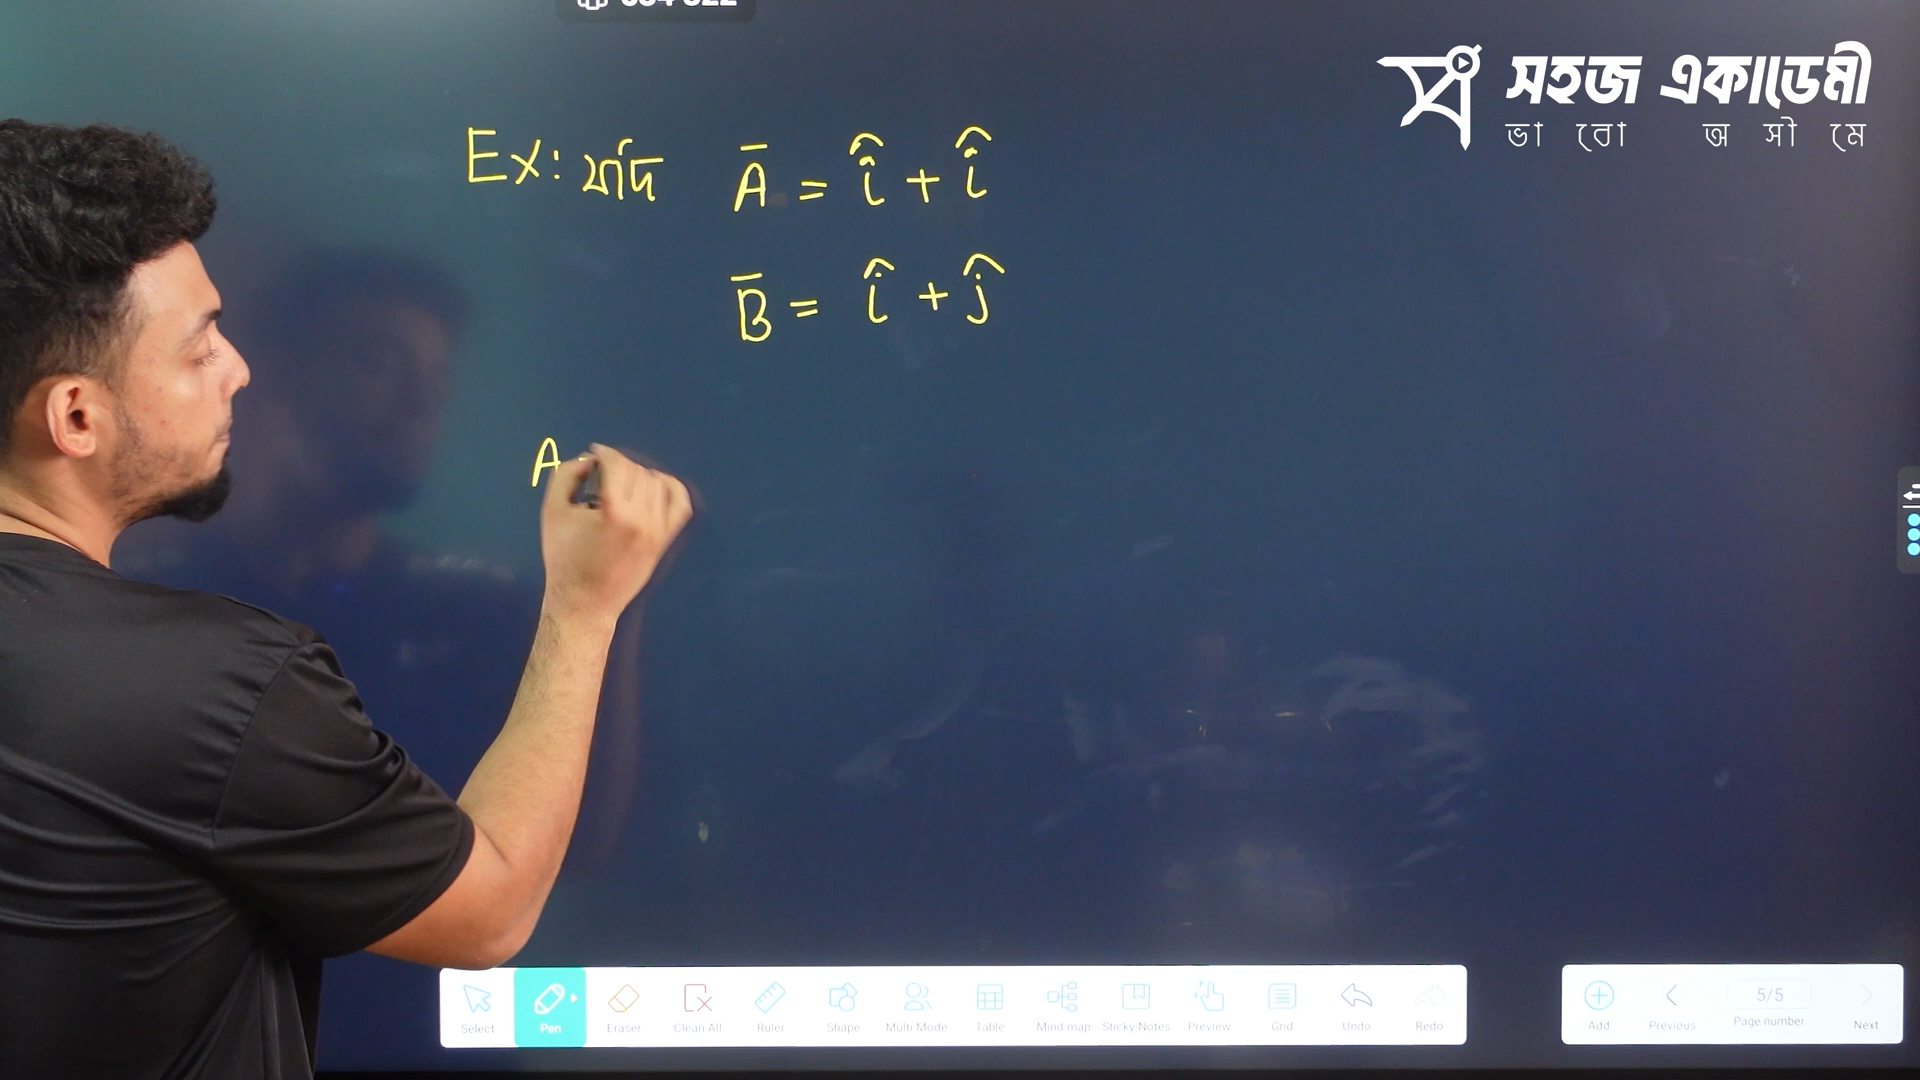 সহজ একাডেমী
ভা বো অ সী মে
Ex: যদি A̅ = î + î
B̅ = î + ĵ
A
Select
Pen
Eraser
Clean All
Ruler
Shape
Multi Mode
Table
Mind map
Sticky Notes
Preview
Grid
Undo
Redo
Add
Previous
5/5
Page number
Next